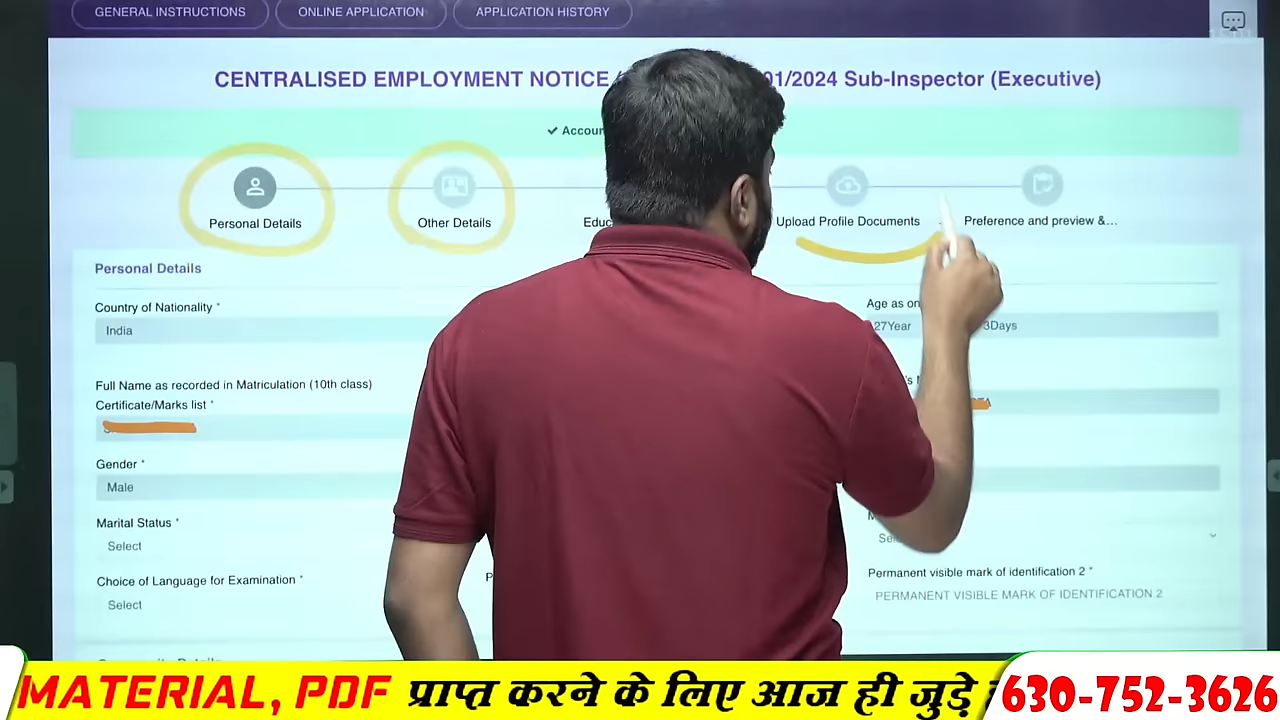 GENERAL INSTRUCTIONS
ONLINE APPLICATION
APPLICATION HISTORY
CENTRALISED EMPLOYMENT NOTICE 01/2024 Sub-Inspector (Executive)
Personal Details
Other Details
Upload Profile Documents
Preference and preview &...
Personal Details
Country of Nationality *
Age as on
India
27Year
3Days
Full Name as recorded in Matriculation (10th class)
Certificate/Marks list *
Gender *
Male
Marital Status *
Select
Choice of Language for Examination *
Permanent visible mark of identification 2 *
Select
PERMANENT VISIBLE MARK OF IDENTIFICATION 2
MATERIAL, PDF प्राप्त करने के लिए आज ही जुड़े
630-752-3626